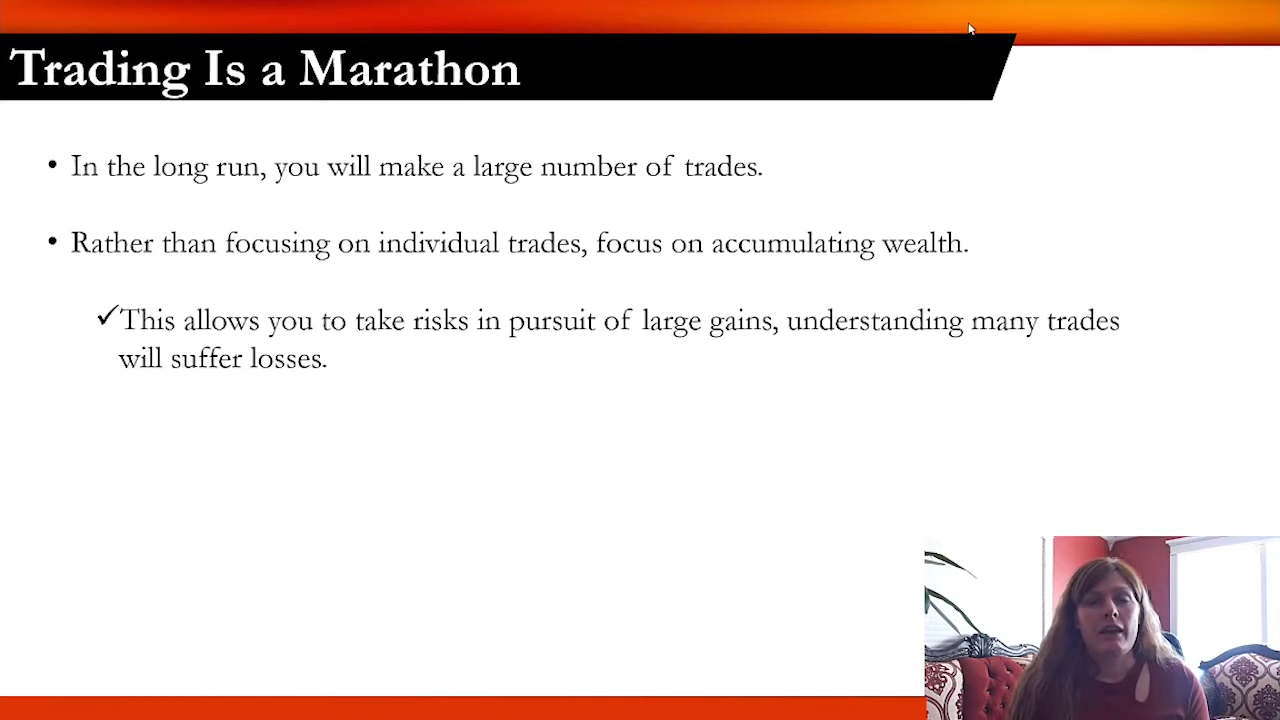 Trading Is a Marathon
• In the long run, you will make a large number of trades.
• Rather than focusing on individual trades, focus on accumulating wealth.
✓This allows you to take risks in pursuit of large gains, understanding many trades
will suffer losses.